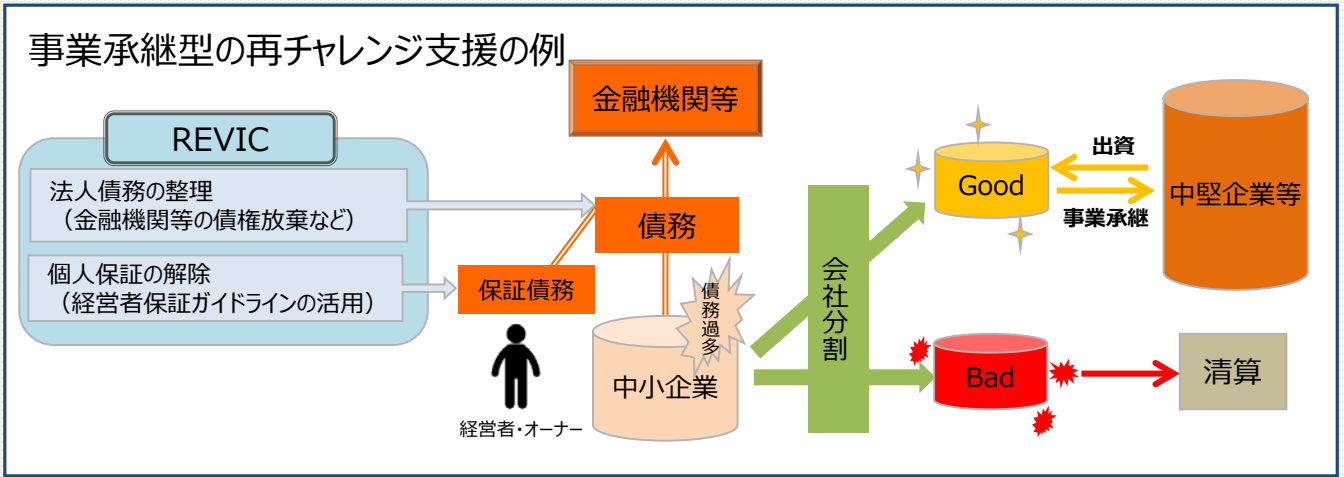 事業承継型の再チャレンジ支援の例
REVIC
法人債務の整理
（金融機関等の債権放棄など）
個人保証の解除
（経営者保証ガイドラインの活用）
金融機関等
債務
保証債務
経営者・オーナー
債務過多
中小企業
会社分割
Good
出資
事業承継
中堅企業等
Bad
清算